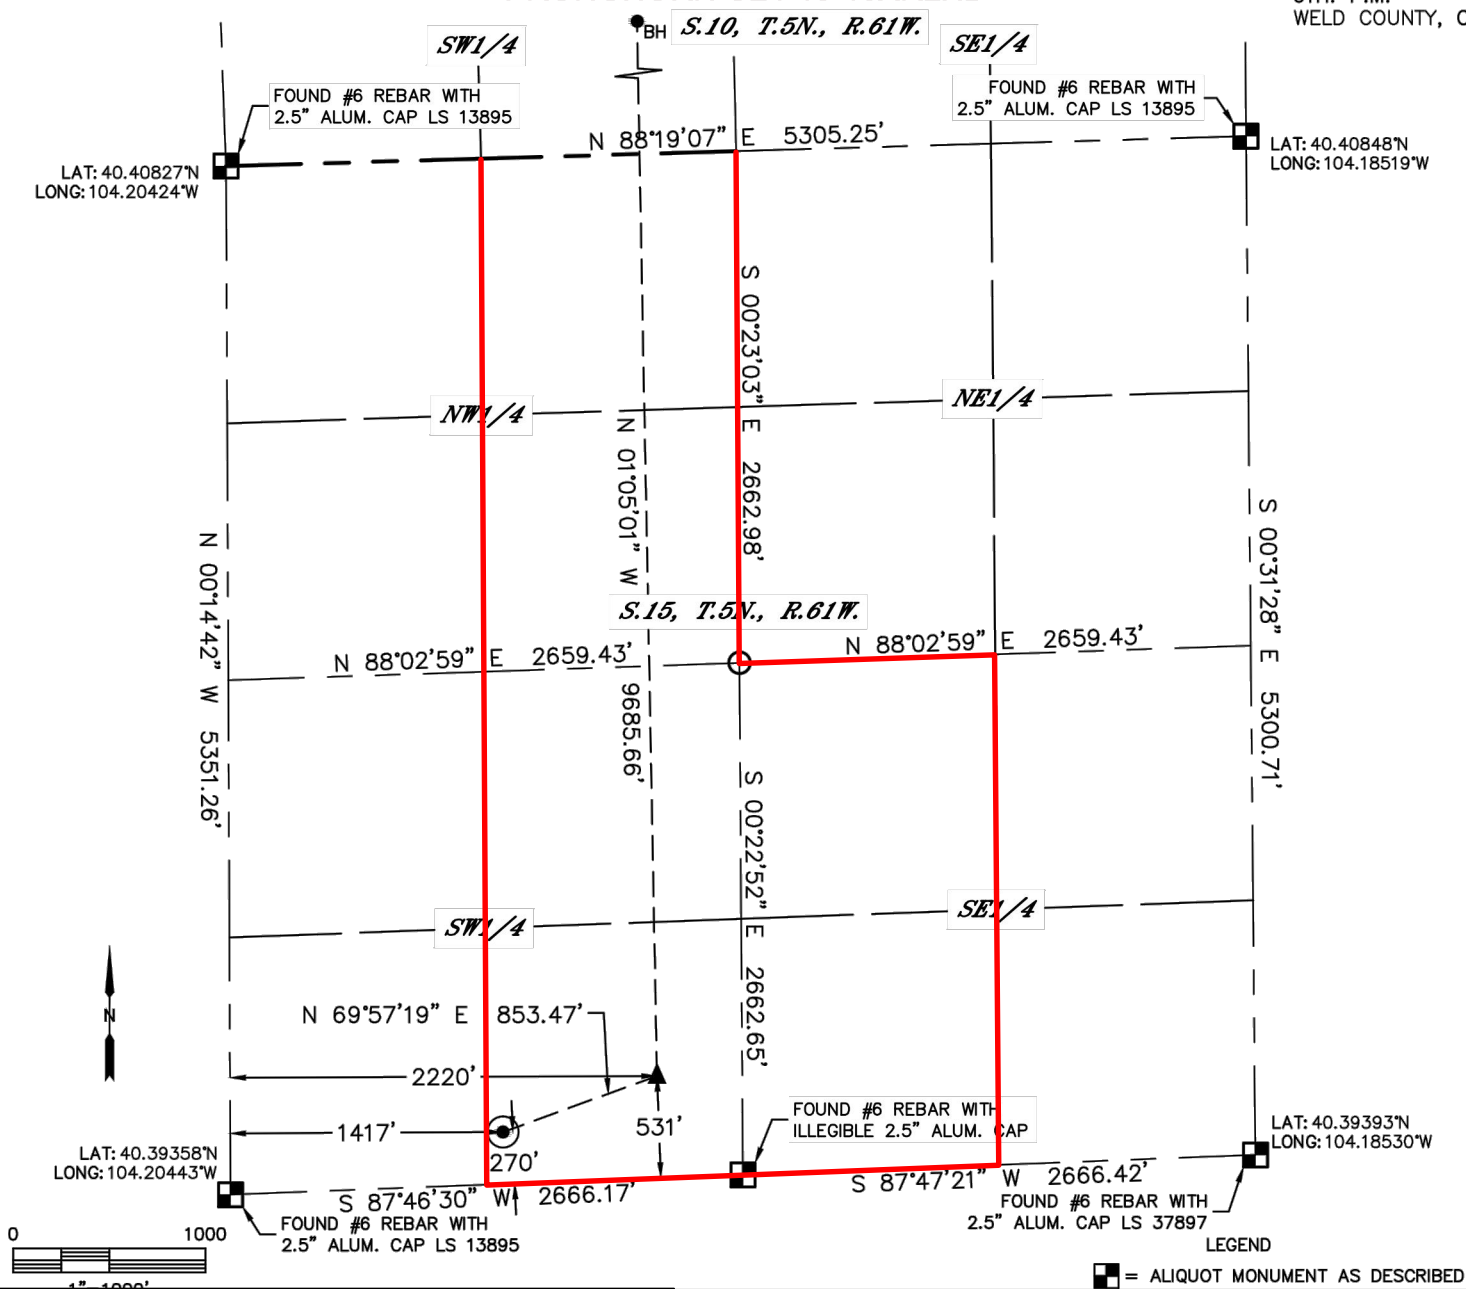 WELD COUNTY, C
SW1/4
BH
S.10, T.5N., R.61W.
SE1/4
FOUND #6 REBAR WITH
2.5" ALUM. CAP LS 13895
FOUND #6 REBAR WITH
2.5" ALUM. CAP LS 13895
N 88°19'07" E 5305.25'
LAT: 40.40827°N
LONG: 104.20424°W
LAT: 40.40848°N
LONG: 104.18519°W
S 00°23'03" E 2662.98'
NW1/4
NE1/4
N 01°05'01" W 9685.66'
N 00°14'42" W 5351.26'
S 00°31'28" E 5300.71'
S.15, T.5N., R.61W.
N 88°02'59" E 2659.43'
N 88°02'59" E 2659.43'
S 00°22'52" E 2662.65'
SW1/4
SE1/4
N
N 69°57'19" E 853.47'
2220'
1417'
531'
270'
FOUND #6 REBAR WITH
ILLEGIBLE 2.5" ALUM. CAP
LAT: 40.39358°N
LONG: 104.20443°W
LAT: 40.39393°N
LONG: 104.18530°W
S 87°46'30" W 2666.17'
S 87°47'21" W 2666.42'
FOUND #6 REBAR WITH
2.5" ALUM. CAP LS 13895
FOUND #6 REBAR WITH
2.5" ALUM. CAP LS 37897
0 1000
LEGEND
= ALIQUOT MONUMENT AS DESCRIBED